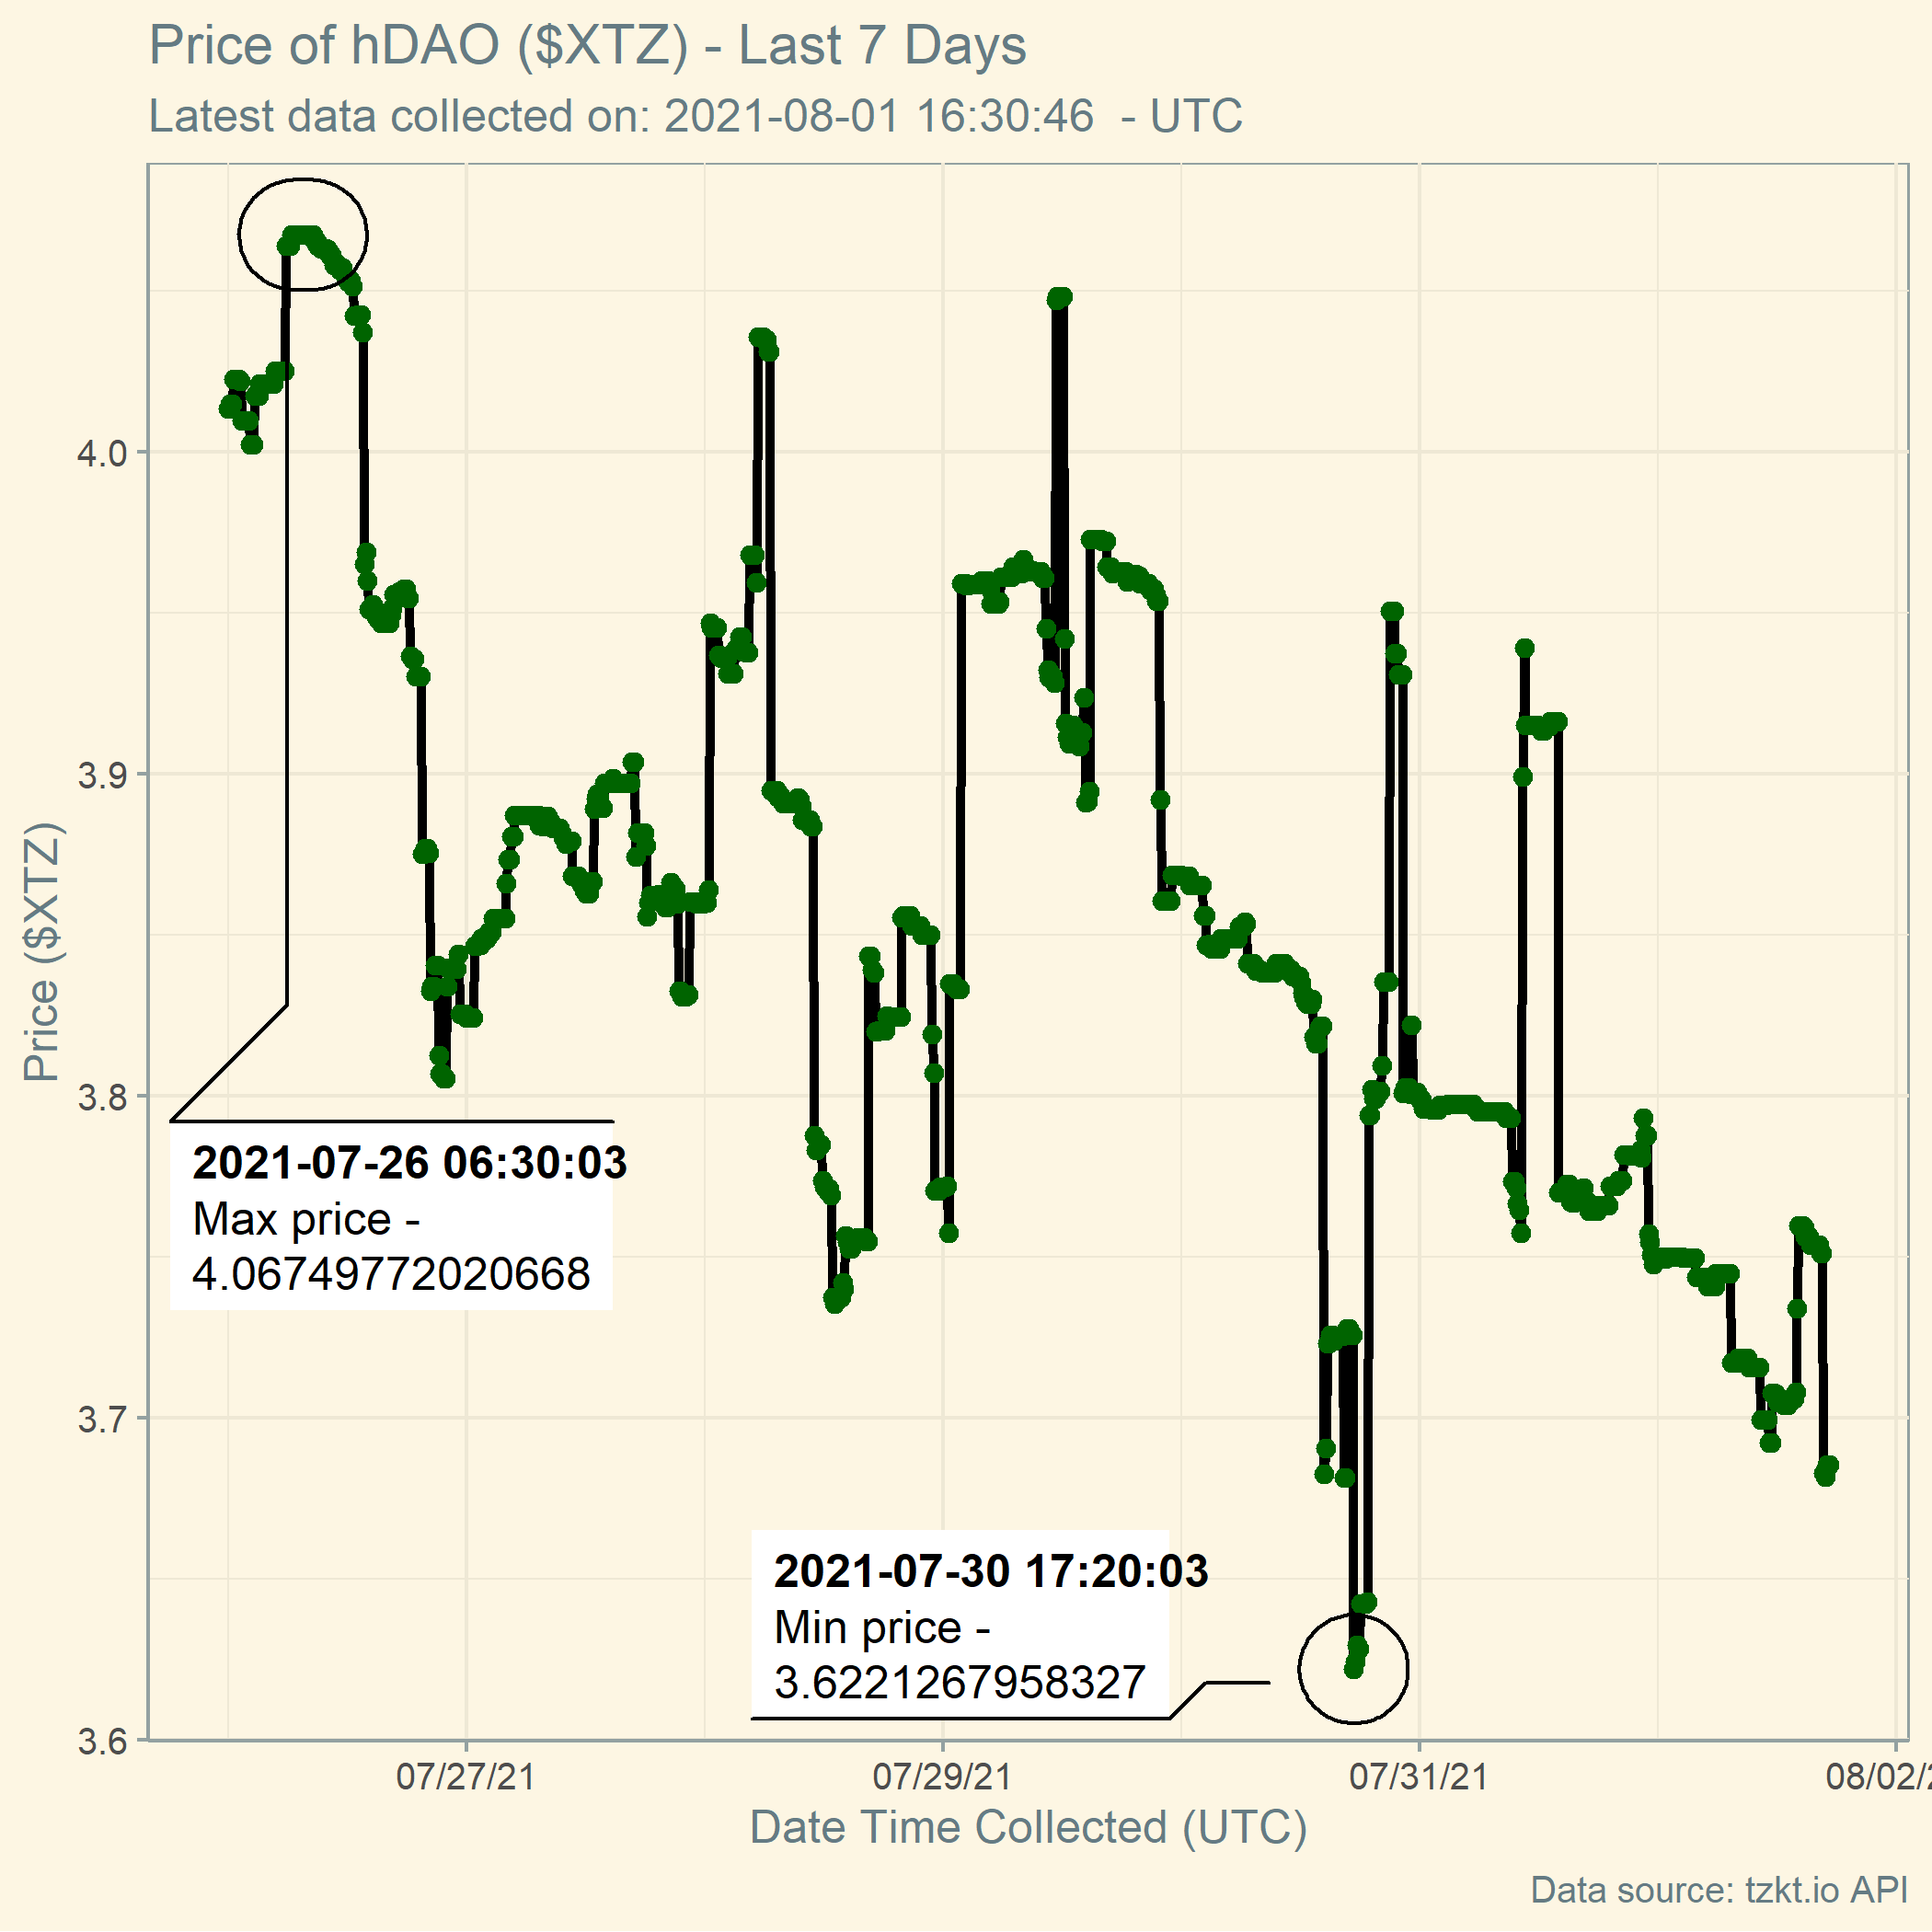 Price of hDAO ($XTZ) - Last 7 Days
Latest data collected on: 2021-08-01 16:30:46  - UTC
Price ($XTZ)
4.0
3.9
3.8
3.7
3.6
2021-07-26 06:30:03
Max price -
4.06749772020668
2021-07-30 17:20:03
Min price -
3.6221267958327
07/27/21
07/29/21
07/31/21
08/02/2
Date Time Collected (UTC)
Data source: tzkt.io API